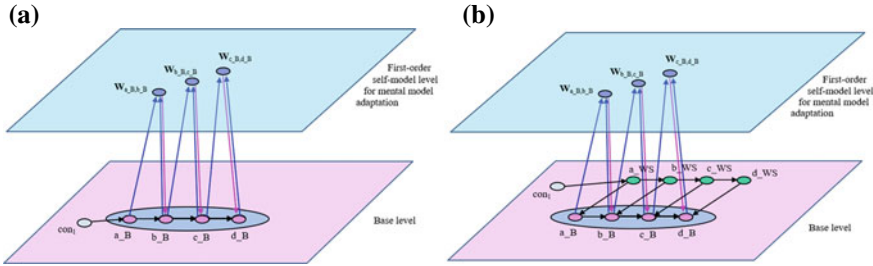 (a)
W_c_B,d_B
W_b_B,c_B
W_a_B,b_B
First-order
self-model level
for mental model
adaptation
con_i
a_B
b_B
c_B
d_B
Base level
(b)
W_c_B,d_B
W_b_B,c_B
W_a_B,b_B
First-order
self-model level
for mental model
adaptation
a_WS
b_WS
c_WS
d_WS
con_i
a_B
b_B
c_B
d_B
Base level